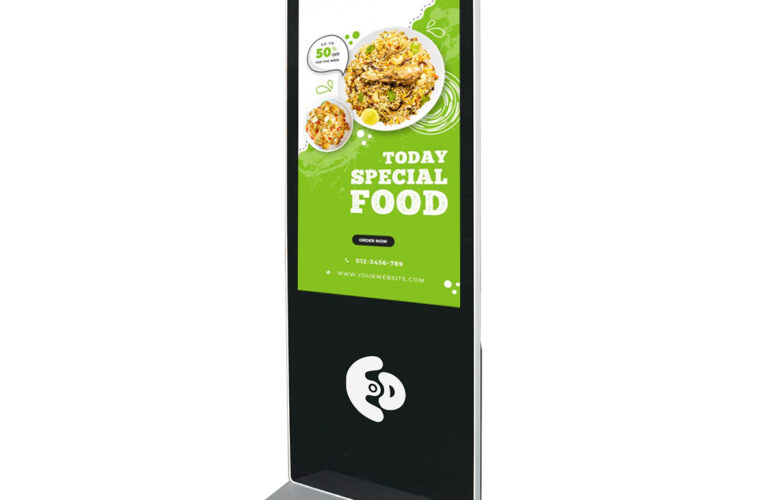 UP TO
50% OFF
FOR THIS WEEK
TODAY
SPECIAL
FOOD
ORDER NOW
012-3456-789
WWW.YOURWEBSITE.COM